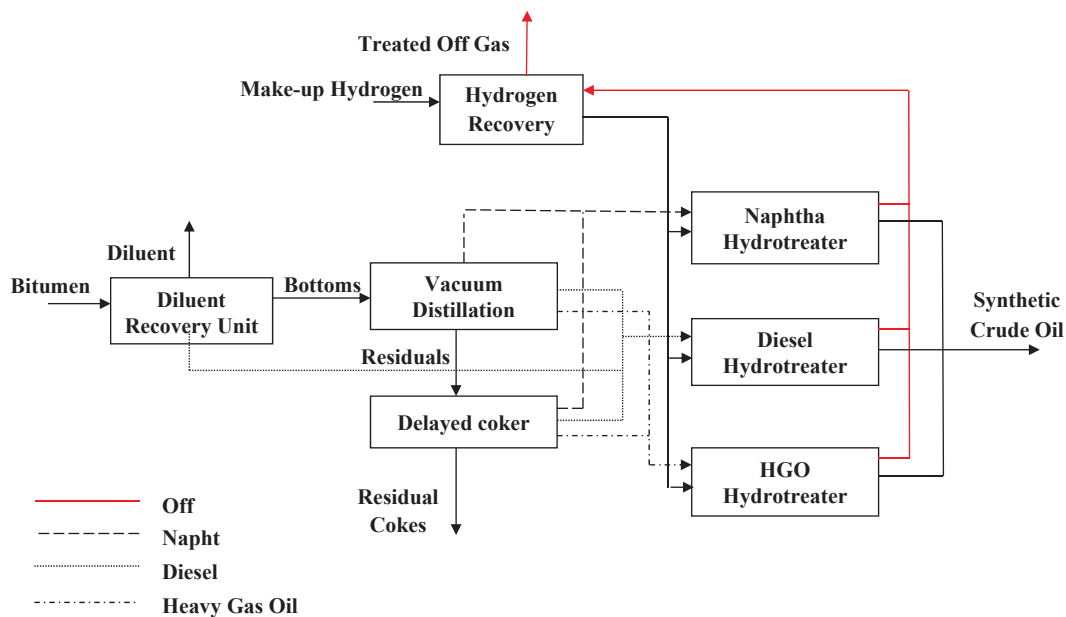 Treated Off Gas
Make-up Hydrogen
Hydrogen
Recovery
Naphtha
Hydrotreater
Diluent
Bitumen
Diluent
Recovery Unit
Bottoms
Vacuum
Distillation
Synthetic
Crude Oil
Diesel
Hydrotreater
Residuals
Delayed coker
HGO
Hydrotreater
Residual
Cokes
Off
Napht
Diesel
Heavy Gas Oil